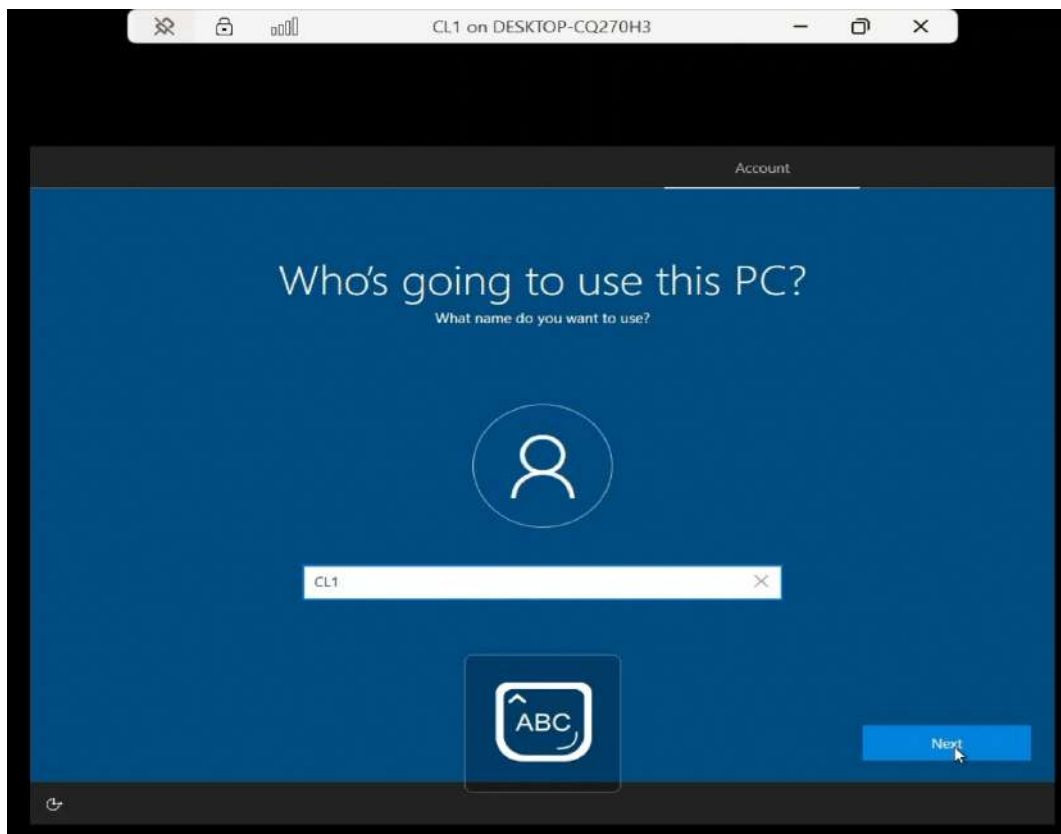 CL1 on DESKTOP-CQ270H3
Account
Who's going to use this PC?
What name do you want to use?
CL1
ABC
Next